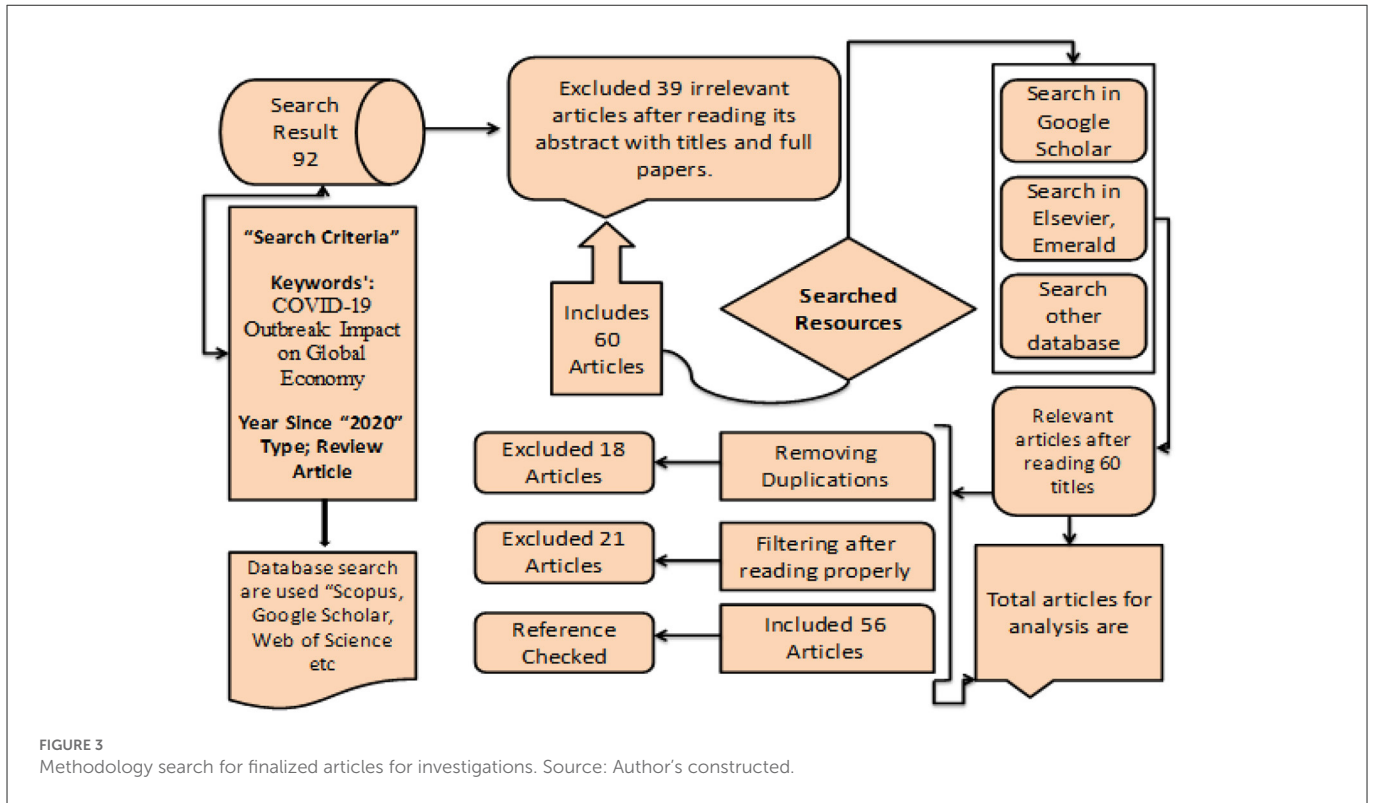 Search
Result
92
Excluded 39 irrelevant
articles after reading its
abstract with titles and full
papers.
Search in
Google
Scholar
Search in
Elsevier,
Emerald
Search
other
database
“Search Criteria”
Keywords':
COVID-19
Outbreak: Impact
on Global
Economy
Year Since “2020”
Type; Review
Article
Includes
60
Articles
Searched
Resources
Relevant
articles after
reading 60
titles
Excluded 18
Articles
Removing
Duplications
Excluded 21
Articles
Filtering after
reading properly
Reference
Checked
Included 56
Articles
Total articles for
analysis are
Database search
are used “Scopus,
Google Scholar,
Web of Science
etc
FIGURE 3
Methodology search for finalized articles for investigations. Source: Author's constructed.